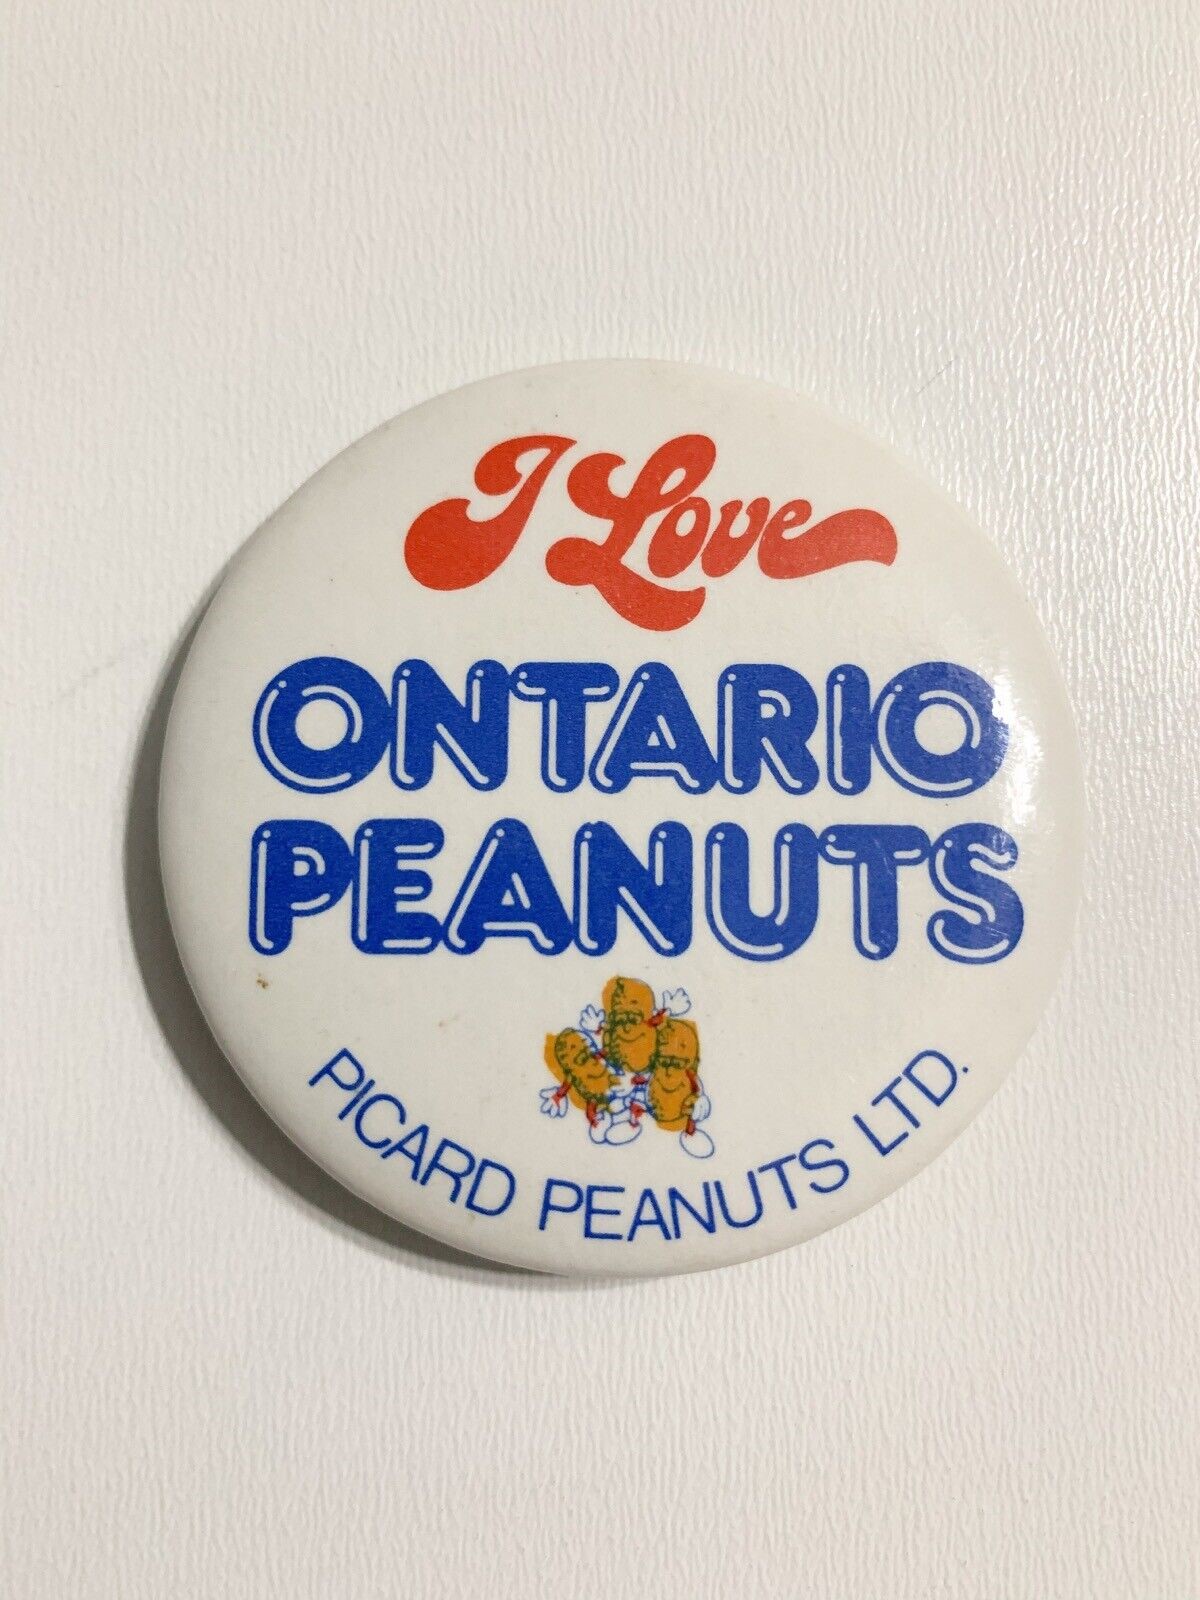 I Love
ONTARIO
PEANUTS
PICARD PEANUTS LTD.